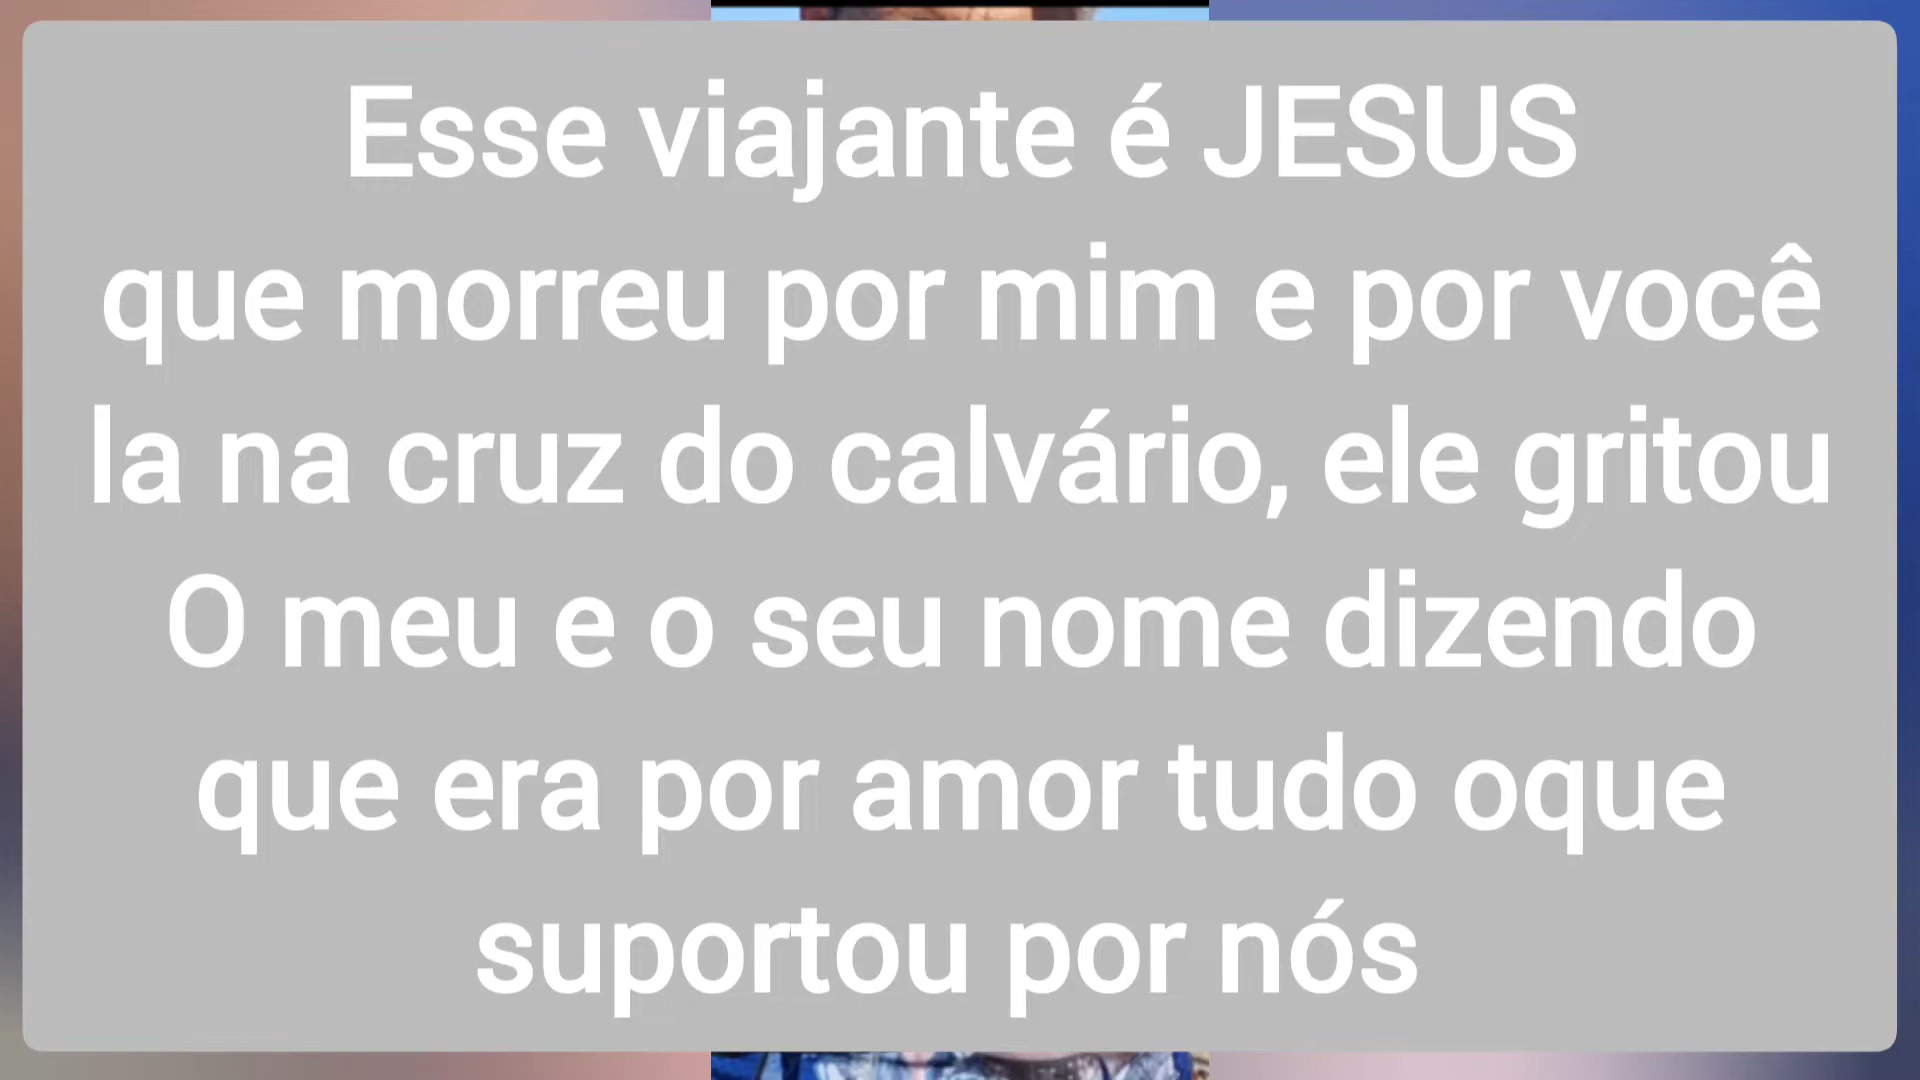 Esse viajante é JESUS
que morreu por mim e por você
la na cruz do calvário, ele gritou
O meu e o seu nome dizendo
que era por amor tudo oque
suportou por nós